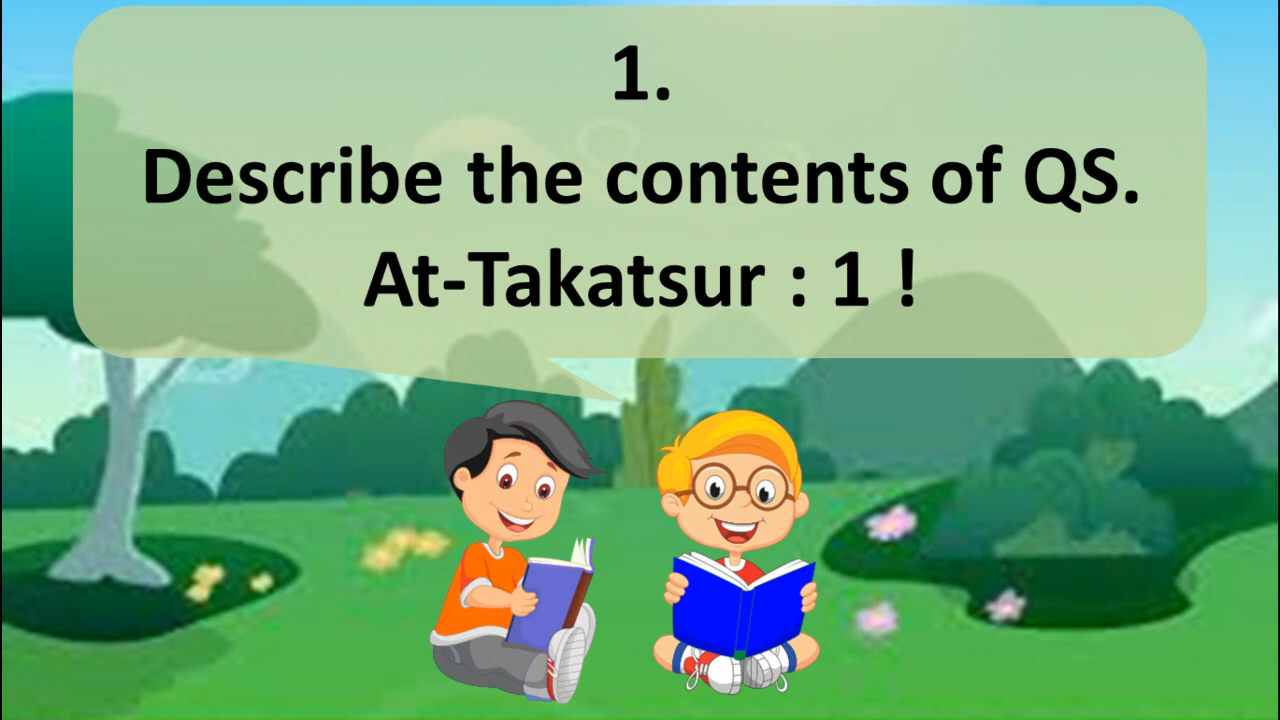 1.
Describe the contents of QS.
At-Takatsur : 1 !